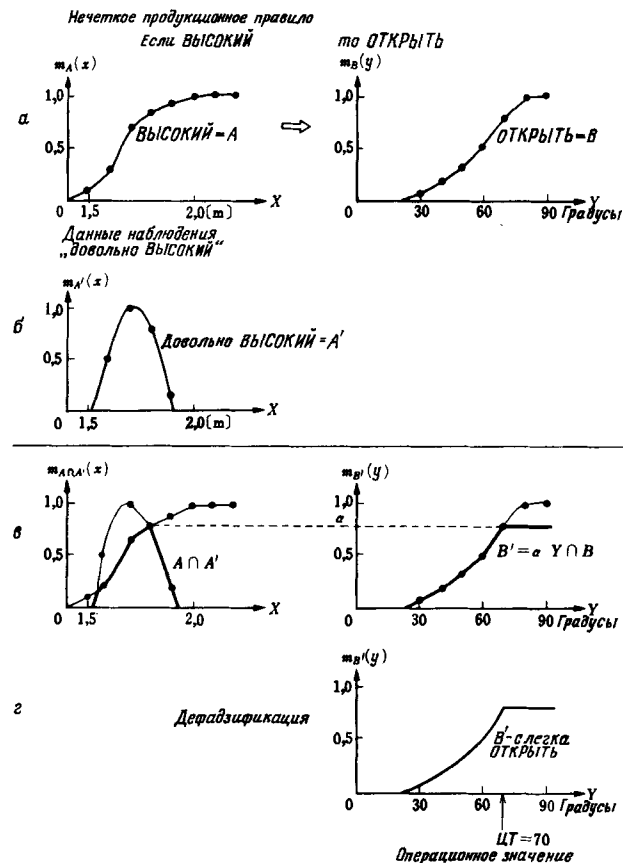 Нечеткое продукционное правило
Если ВЫСОКИЙ
то ОТКРЫТЬ
m_A(x)
m_B(y)
а
1,0
0,5
ВЫСОКИЙ=A
⇨
1,0
0,5
ОТКРЫТЬ=B
0 1,5 2,0(m) X
0 30 60 90 Y
Градусы
Данные наблюдения
„довольно ВЫСОКИЙ“
m_A'(x)
б
1,0
0,5
Довольно ВЫСОКИЙ=A'
0 1,5 2,0(m) X
m_A∩A'(x)
m_B'(y)
в
1,0
0,5
A∩A'
a
1,0
0,5
B'=a Y∩B
0 1,5 2,0 X
0 30 60 90 Y
Градусы
г
Дефадзификация
m_B'(y)
1,0
0,5
B'-слегка
ОТКРЫТЬ
0 30 60 90 Y
Градусы
ЦТ=70
Операционное значение